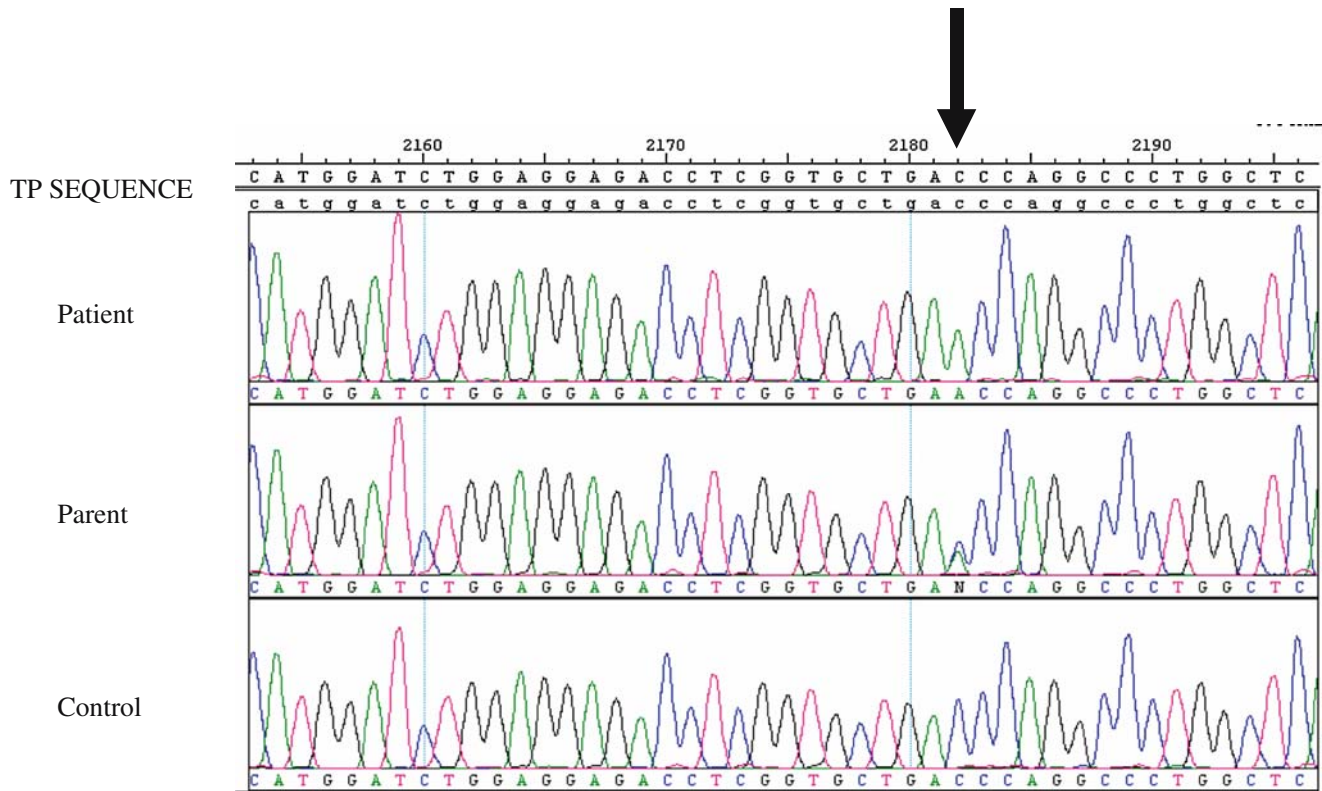 2160 2170 2180 2190
TP SEQUENCE
C A T G G A T C T G G A G G A G A C C T C G G T G C T G A C C C A G G C C C T G G C T C
c a t g g a t c t g g a g g a g a c c t c g g t g c t g a c c c a g g c c c t g g c t c
Patient
C A T G G A T C T G G A G G A G A C C T C G G T G C T G A A C C A G G C C C T G G C T C
Parent
C A T G G A T C T G G A G G A G A C C T C G G T G C T G A N C C A G G C C C T G G C T C
Control
C A T G G A T C T G G A G G A G A C C T C G G T G C T G A C C C A G G C C C T G G C T C